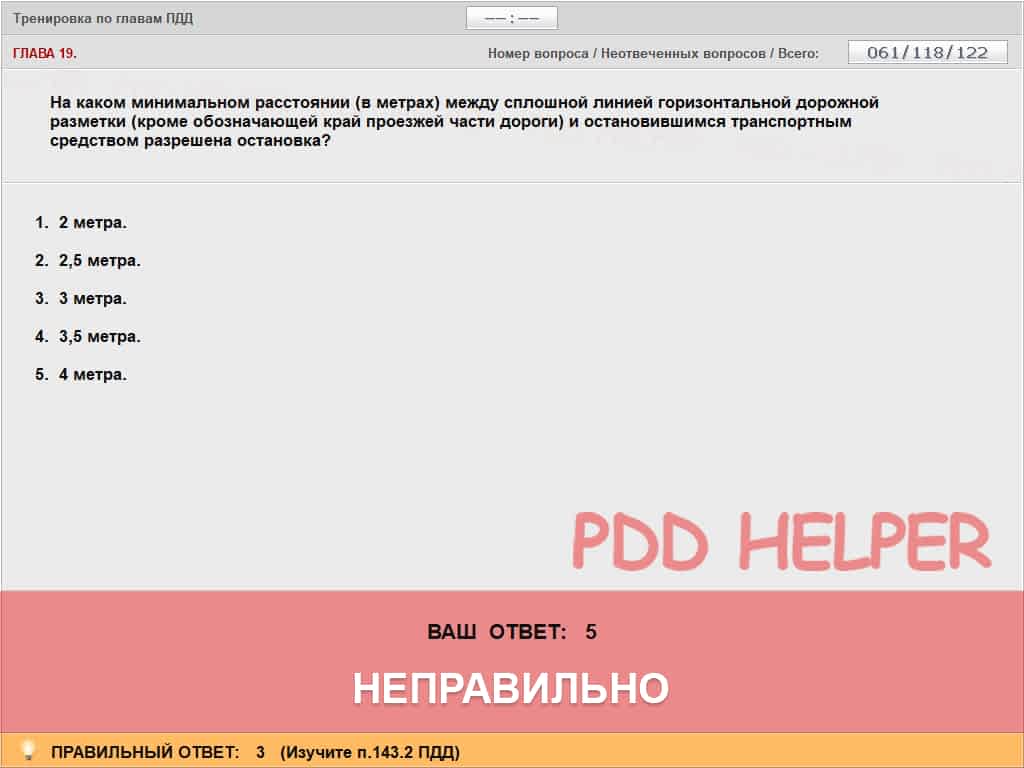 Тренировка по главам ПДД
–– : ––
ГЛАВА 19.
Номер вопроса / Неотвеченных вопросов / Всего:
061/118/122
На каком минимальном расстоянии (в метрах) между сплошной линией горизонтальной дорожной
разметки (кроме обозначающей край проезжей части дороги) и остановившимся транспортным
средством разрешена остановка?
1. 2 метра.
2. 2,5 метра.
3. 3 метра.
4. 3,5 метра.
5. 4 метра.
PDD HELPER
ВАШ ОТВЕТ: 5
НЕПРАВИЛЬНО
ПРАВИЛЬНЫЙ ОТВЕТ: 3 (Изучите п.143.2 ПДД)